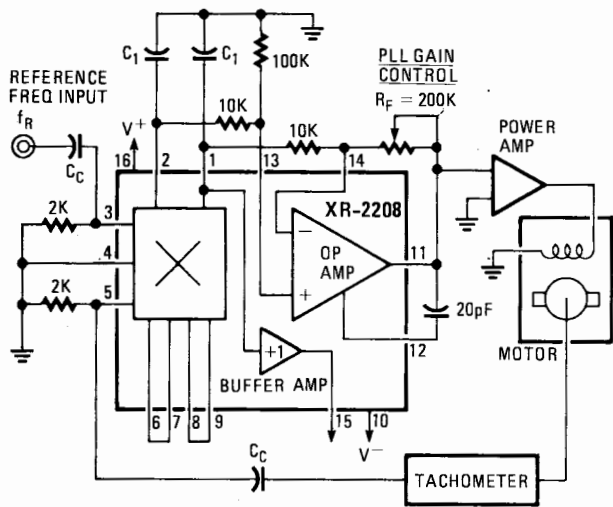 C1
C1
100K
PLL GAIN
CONTROL
RF = 200K
REFERENCE
FREQ INPUT
fR
CC
V+
10K
10K
POWER
AMP
16
2
1
13
14
XR-2208
2K
3
4
2K
5
−
OP
AMP
+
11
20pF
12
+1
BUFFER AMP
MOTOR
6
7
8
9
15
10
V−
CC
TACHOMETER